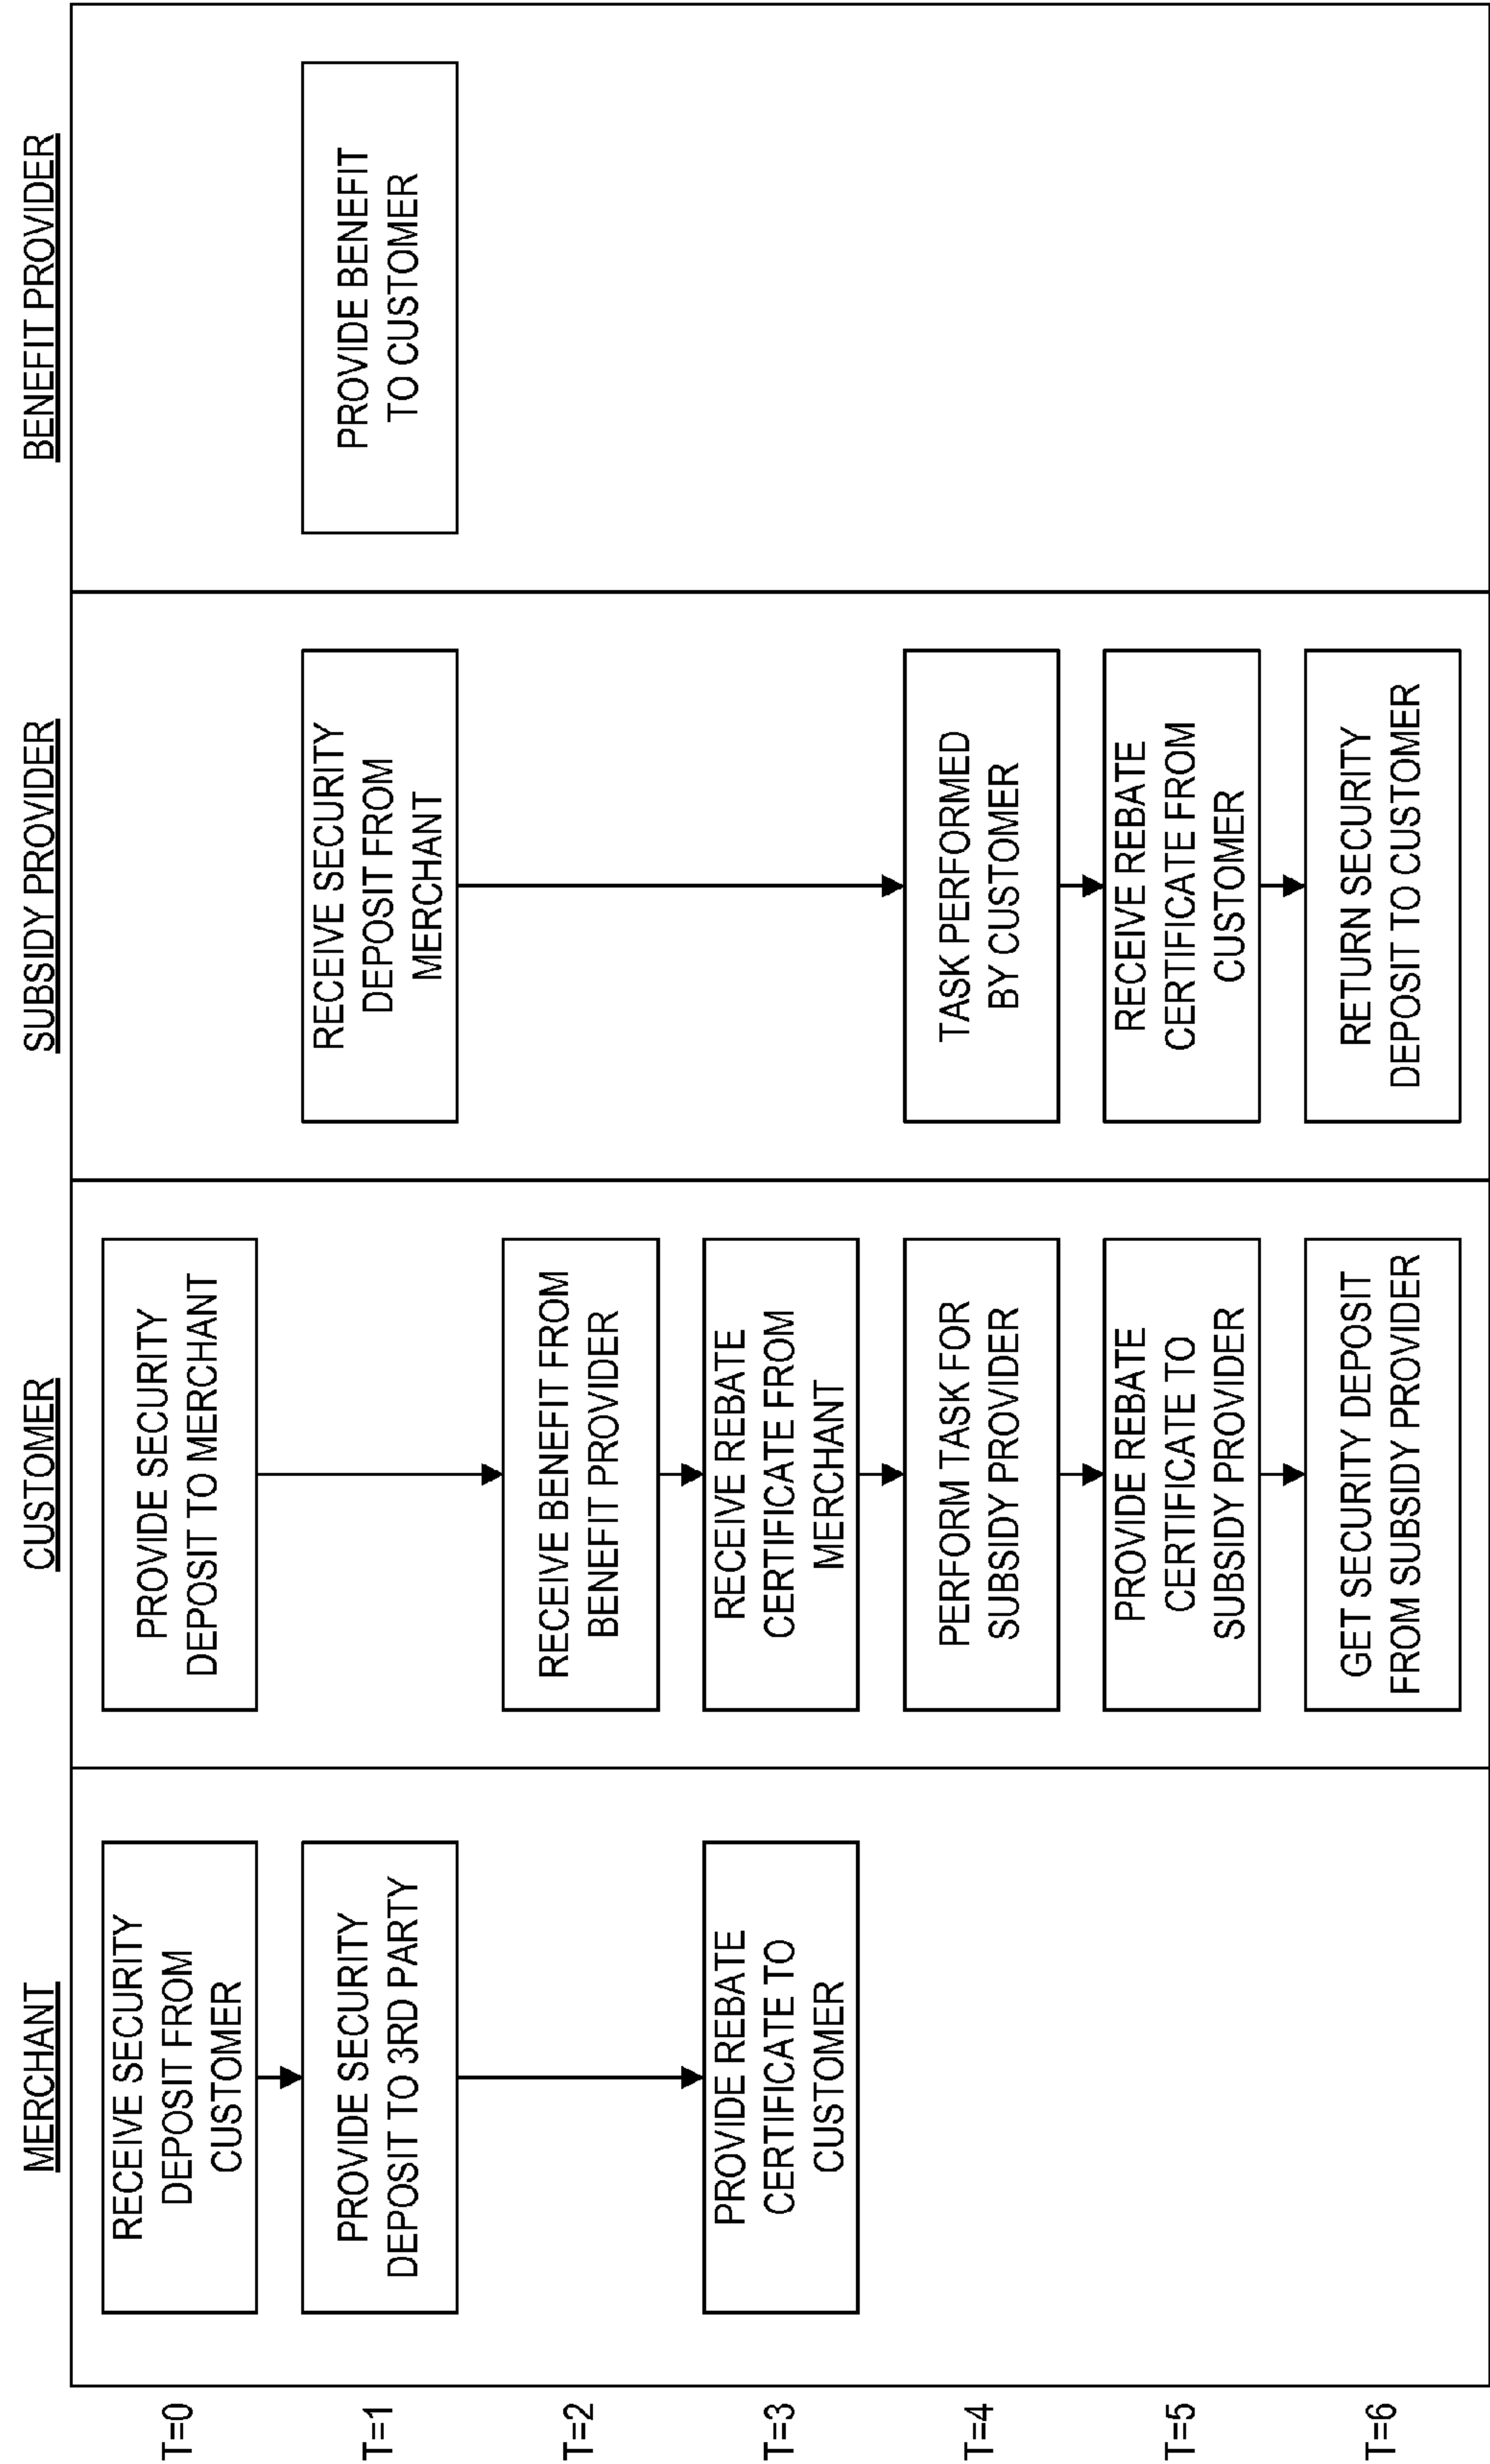 MERCHANT
CUSTOMER
SUBSIDY PROVIDER
BENEFIT PROVIDER
T=0
RECEIVE SECURITY
DEPOSIT FROM
CUSTOMER
PROVIDE SECURITY
DEPOSIT TO MERCHANT
T=1
PROVIDE SECURITY
DEPOSIT TO 3RD PARTY
RECEIVE SECURITY
DEPOSIT FROM
MERCHANT
PROVIDE BENEFIT
TO CUSTOMER
T=2
RECEIVE BENEFIT FROM
BENEFIT PROVIDER
T=3
PROVIDE REBATE
CERTIFICATE TO
CUSTOMER
RECEIVE REBATE
CERTIFICATE FROM
MERCHANT
T=4
PERFORM TASK FOR
SUBSIDY PROVIDER
TASK PERFORMED
BY CUSTOMER
T=5
PROVIDE REBATE
CERTIFICATE TO
SUBSIDY PROVIDER
RECEIVE REBATE
CERTIFICATE FROM
CUSTOMER
T=6
GET SECURITY DEPOSIT
FROM SUBSIDY PROVIDER
RETURN SECURITY
DEPOSIT TO CUSTOMER